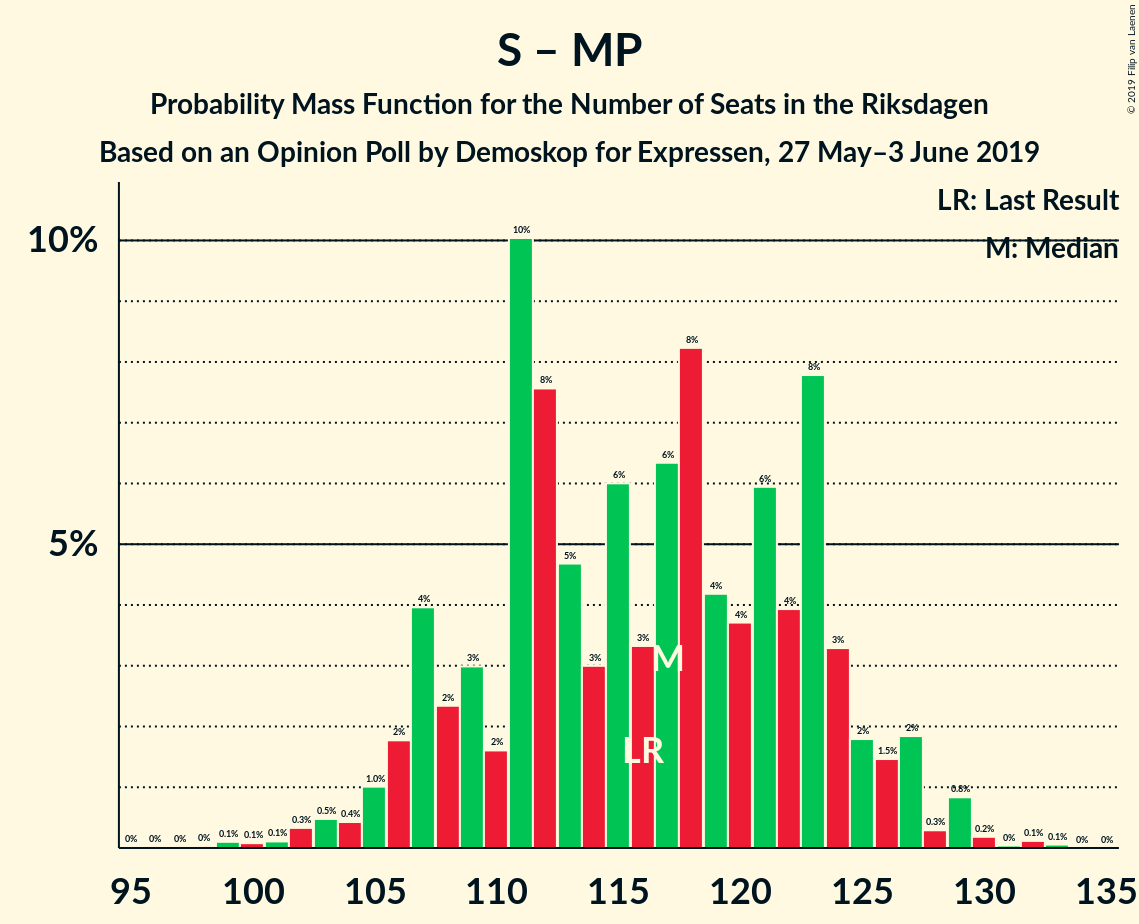 S – MP
Probability Mass Function for the Number of Seats in the Riksdagen
Based on an Opinion Poll by Demoskop for Expressen, 27 May–3 June 2019
© 2019 Filip van Laenen
LR: Last Result
M: Median
10%
5%
0% 0% 0% 0% 0.1% 0.1% 0.1% 0.3% 0.5% 0.4% 1.0% 2% 4% 2% 3% 2% 10% 8% 5% 3% 6% 3% 6% 8% 4% 4% 6% 4% 8% 3% 2% 1.5% 2% 0.3% 0.8% 0.2% 0% 0.1% 0.1% 0% 0%
M
LR
95 100 105 110 115 120 125 130 135